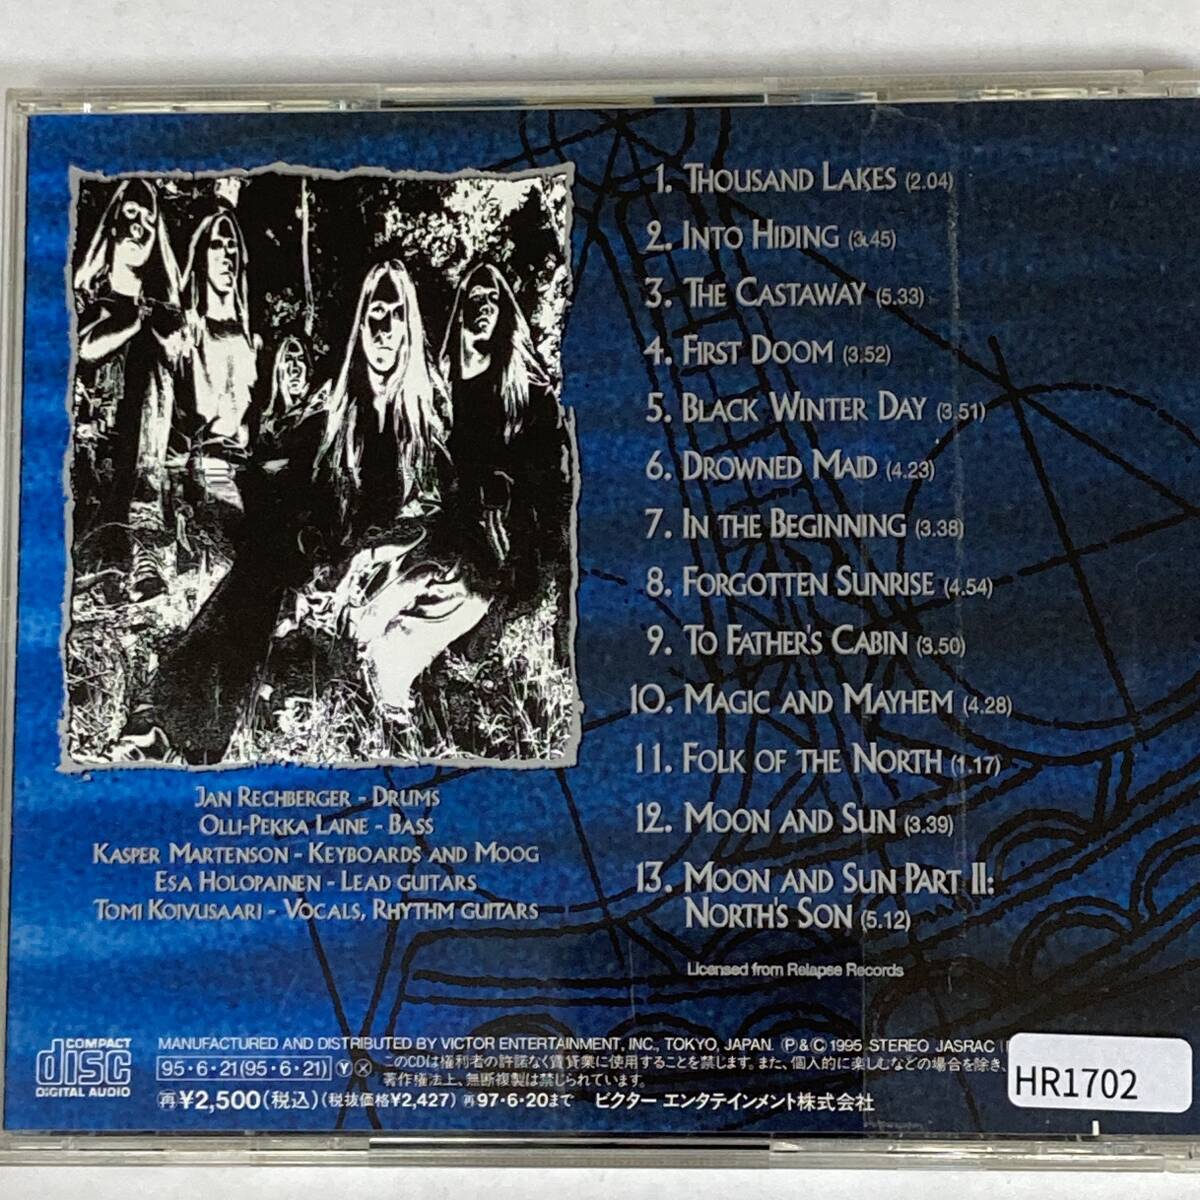 1. THOUSAND LAKES (2.04)
2. INTO HIDING (3.45)
3. THE CASTAWAY (5.33)
4. FIRST DOOM (3.52)
5. BLACK WINTER DAY (3.51)
6. DROWNED MAID (4.23)
7. IN THE BEGINNING (3.38)
8. FORGOTTEN SUNRISE (4.54)
9. TO FATHER'S CABIN (3.50)
10. MAGIC AND MAYHEM (4.28)
11. FOLK OF THE NORTH (1.17)
12. MOON AND SUN (3.39)
13. MOON AND SUN PART II:
NORTH'S SON (5.12)
Licensed from Relapse Records
JAN RECHBERGER - DRUMS
OLLI-PEKKA LAINE - BASS
KASPER MARTENSON - KEYBOARDS AND MOOG
ESA HOLOPAINEN - LEAD GUITARS
TOMI KOIVUSAARI - VOCALS, RHYTHM GUITARS
COMPACT
disc
DIGITAL AUDIO
MANUFACTURED AND DISTRIBUTED BY VICTOR ENTERTAINMENT, INC., TOKYO, JAPAN. Ⓟ&Ⓒ 1995 STEREO JASRAC
95・6・21(95・6・21) Ⓨ Ⓧ このCDは権利者の許諾なく賃貸業に使用することを禁じます。また、個人的に楽しむなどの場合を除き、
著作権法上、無断複製は禁じられています。
再¥2,500(税込)(税抜価格¥2,427) 再97・6・20まで ビクター エンタテインメント株式会社
HR1702